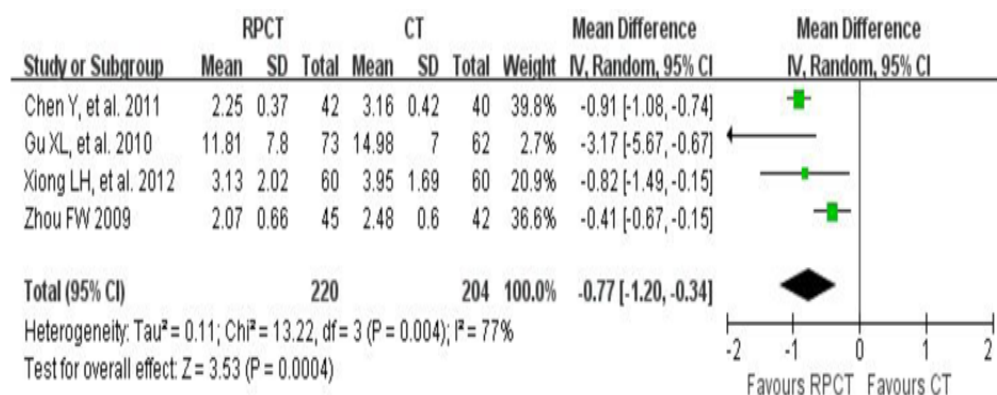 RPCT CT Mean Difference Mean Difference
Study or Subgroup Mean SD Total Mean SD Total Weight IV, Random, 95% CI IV, Random, 95% CI
Chen Y, et al. 2011 2.25 0.37 42 3.16 0.42 40 39.8% -0.91 [-1.08, -0.74]
Gu XL, et al. 2010 11.81 7.8 73 14.98 7 62 2.7% -3.17 [-5.67, -0.67]
Xiong LH, et al. 2012 3.13 2.02 60 3.95 1.69 60 20.9% -0.82 [-1.49, -0.15]
Zhou FW 2009 2.07 0.66 45 2.48 0.6 42 36.6% -0.41 [-0.67, -0.15]
Total (95% CI) 220 204 100.0% -0.77 [-1.20, -0.34]
Heterogeneity: Tau² = 0.11; Chi² = 13.22, df = 3 (P = 0.004); I² = 77%
Test for overall effect: Z = 3.53 (P = 0.0004)
-2 -1 0 1 2
Favours RPCT Favours CT